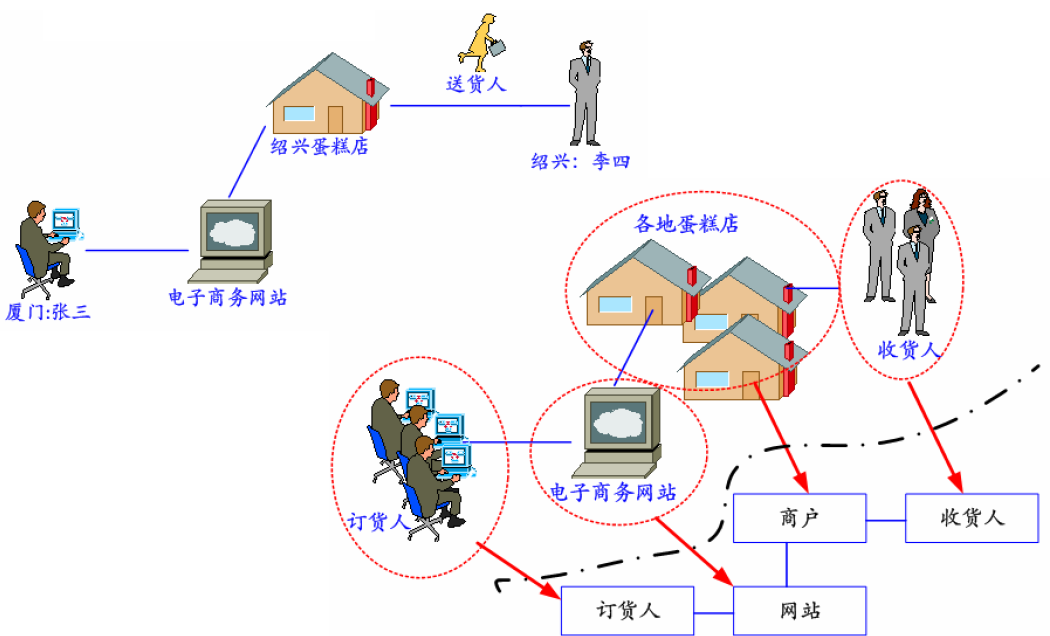 送货人
绍兴蛋糕店
绍兴：李四
厦门:张三
电子商务网站
各地蛋糕店
收货人
订货人
电子商务网站
商户
收货人
订货人
网站